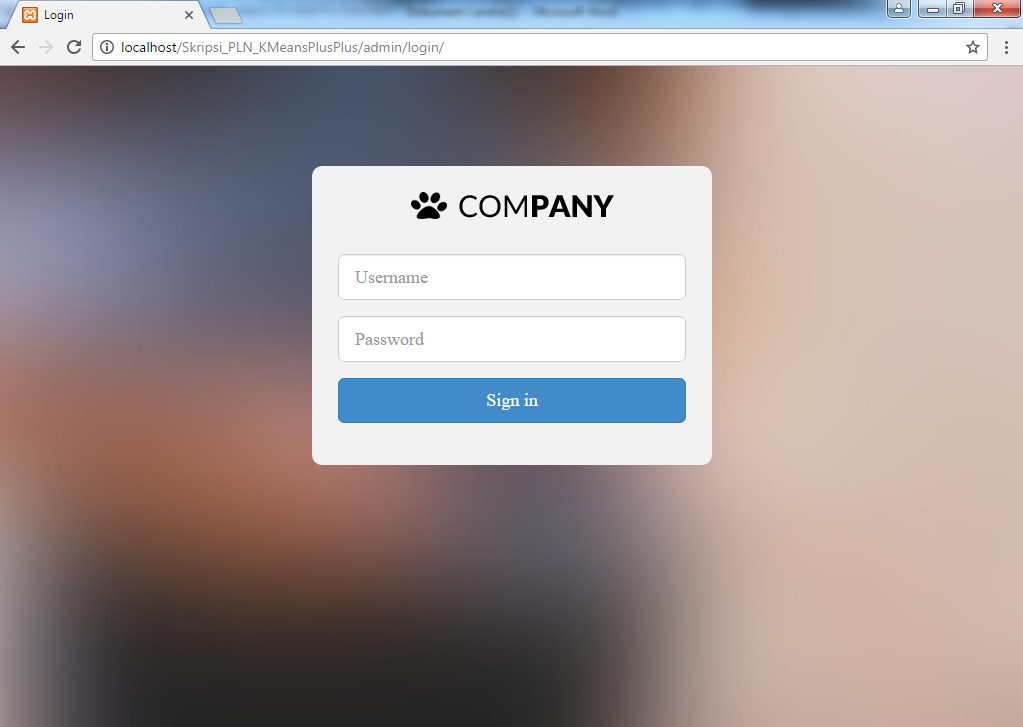 Login
localhost/Skripsi_PLN_KMeansPlusPlus/admin/login/
COMPANY
Username
Password
Sign in